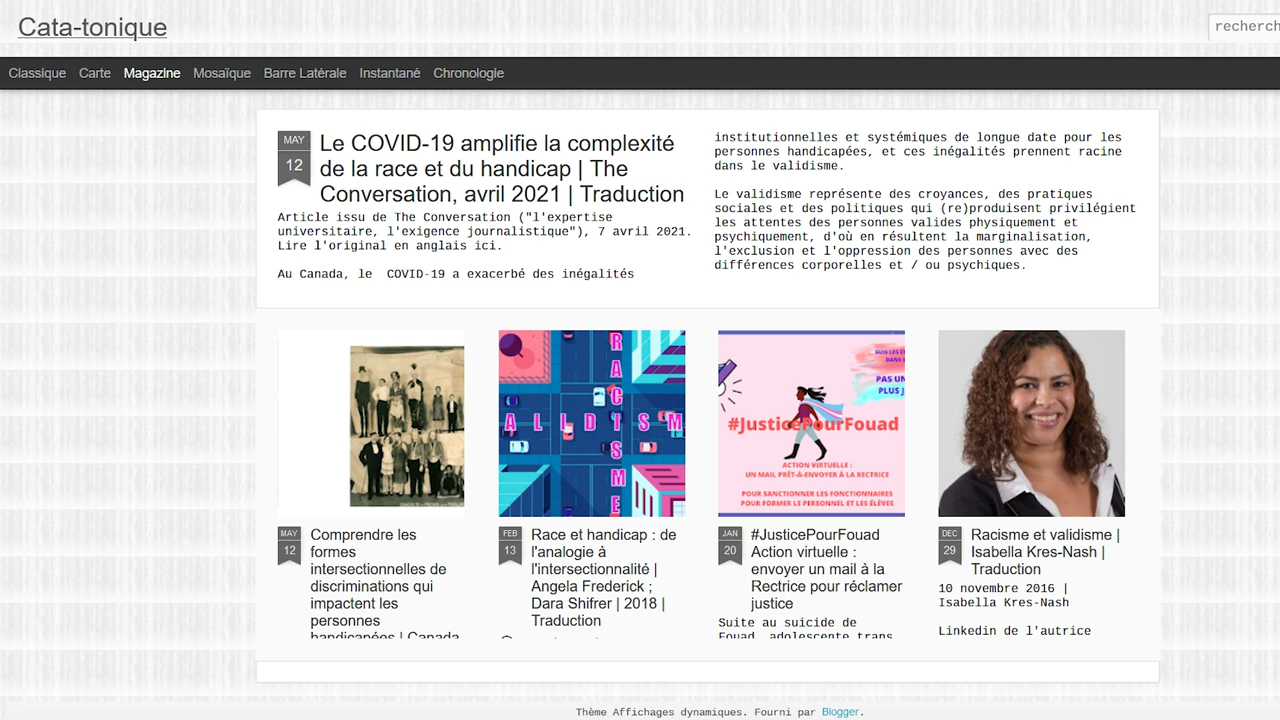 Cata-tonique
recherch
Classique Carte Magazine Mosaïque Barre Latérale Instantané Chronologie
MAY
12
Le COVID-19 amplifie la complexité
de la race et du handicap | The
Conversation, avril 2021 | Traduction
Article issu de The Conversation ("l'expertise
universitaire, l'exigence journalistique"), 7 avril 2021.
Lire l'original en anglais ici.
Au Canada, le COVID-19 a exacerbé des inégalités
institutionnelles et systémiques de longue date pour les
personnes handicapées, et ces inégalités prennent racine
dans le validisme.
Le validisme représente des croyances, des pratiques
sociales et des politiques qui (re)produisent privilégient
les attentes des personnes valides physiquement et
psychiquement, d'où en résultent la marginalisation,
l'exclusion et l'oppression des personnes avec des
différences corporelles et / ou psychiques.
RACISME
ALIDISM
PAS UN
PLUS J
#JusticePourFouad
ACTION VIRTUELLE :
UN MAIL PRÊT-À-ENVOYER À LA RECTRICE
POUR SANCTIONNER LES FONCTIONNAIRES
POUR FORMER LE PERSONNEL ET LES ÉLÈVES
MAY
12
Comprendre les
formes
intersectionnelles de
discriminations qui
impactent les
personnes
handicapées | Canada
FEB
13
Race et handicap : de
l'analogie à
l'intersectionnalité |
Angela Frederick ;
Dara Shifrer | 2018 |
Traduction
JAN
20
#JusticePourFouad
Action virtuelle :
envoyer un mail à la
Rectrice pour réclamer
justice
Suite au suicide de
Fouad, adolescente trans
DEC
29
Racisme et validisme |
Isabella Kres-Nash |
Traduction
10 novembre 2016 |
Isabella Kres-Nash
Linkedin de l'autrice
Thème Affichages dynamiques. Fourni par Blogger.